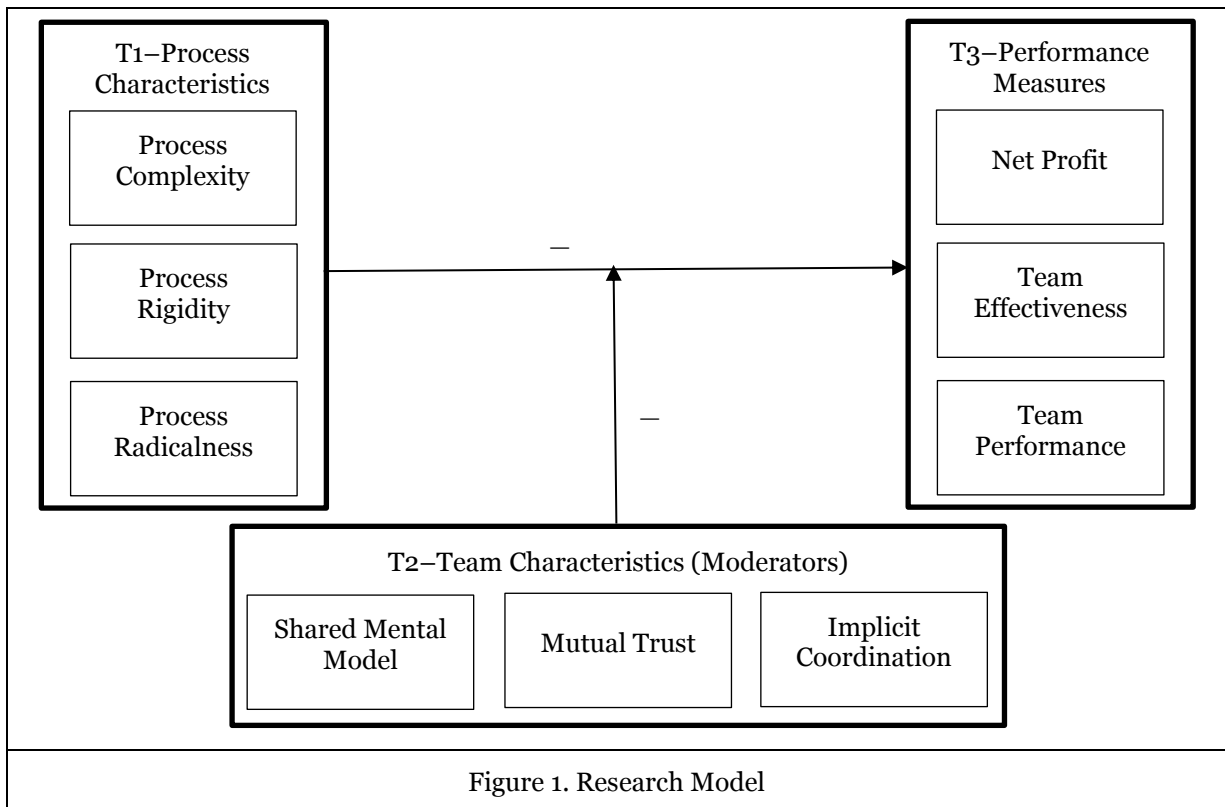 T1–Process
Characteristics
Process
Complexity
Process
Rigidity
Process
Radicalness
—
—
T3–Performance
Measures
Net Profit
Team
Effectiveness
Team
Performance
T2–Team Characteristics (Moderators)
Shared Mental
Model
Mutual Trust
Implicit
Coordination
Figure 1. Research Model